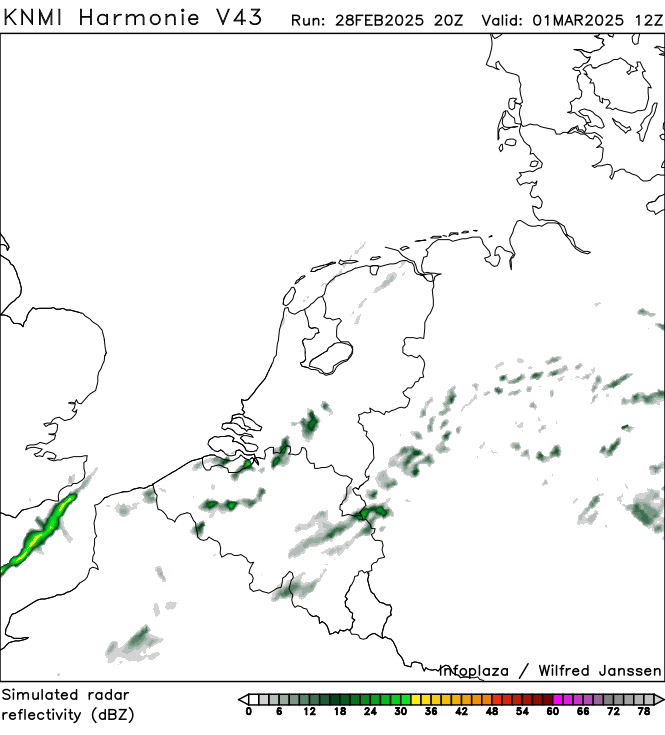 KNMI Harmonie V43 Run: 28FEB2025 20Z Valid: 01MAR2025 12Z
infoplaza / Wilfred Janssen
Simulated radar
reflectivity (dBZ)
0 6 12 18 24 30 36 42 48 54 60 66 72 78